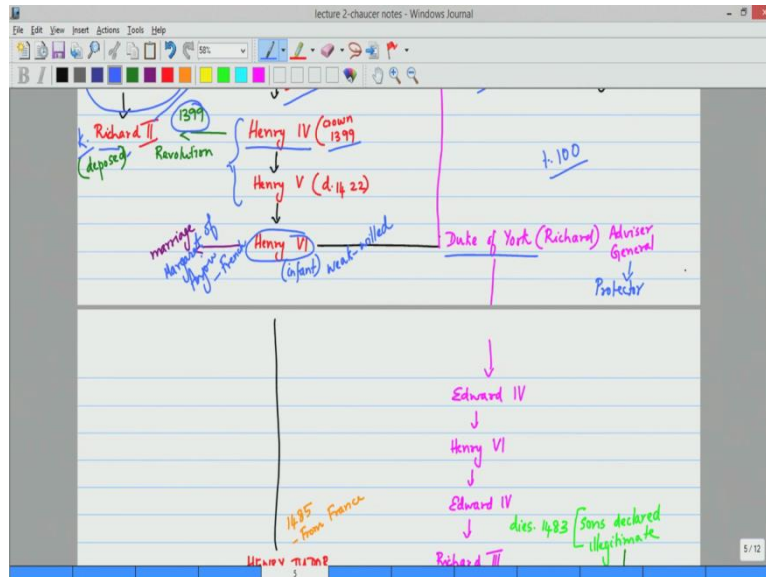 lecture 2-chaucer notes - Windows Journal
File Edit View Insert Actions Tools Help
58%
B I
k. Richard II
(deposed)
1399
Revolution
Henry IV (crown
1399
Henry V (d.1422)
t.100
marriage
Margaret of
Anjou
- French
Henry VI
(infant) weak-willed
Duke of York (Richard) Adviser
General
Protector
Edward IV
Henry VI
Edward IV
dies. 1483 [sons declared
illegitimate
Richard III
1485
- From France
HENRY TUDOR
5 / 12
5